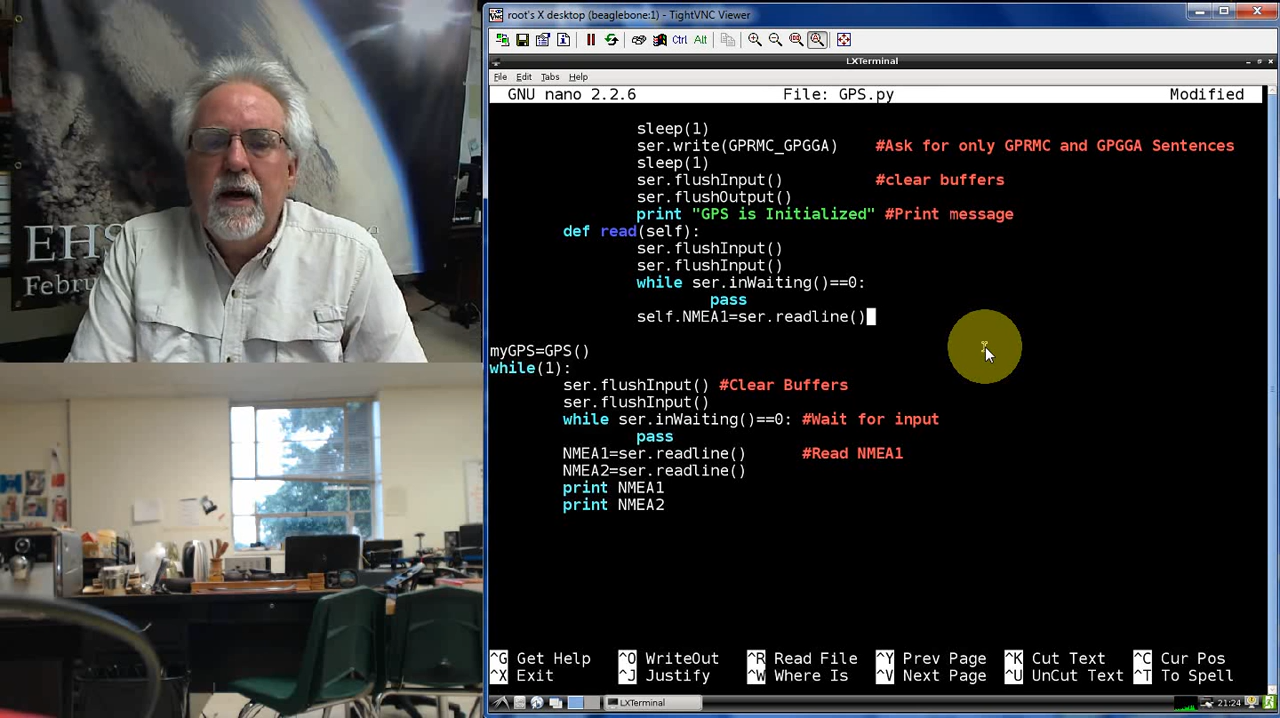 EHS
Febru
root's X desktop (beaglebone:1) - TightVNC Viewer
Ctrl Alt
LXTerminal
File Edit Tabs Help
GNU nano 2.2.6 File: GPS.py Modified
sleep(1)
ser.write(GPRMC_GPGGA) #Ask for only GPRMC and GPGGA Sentences
sleep(1)
ser.flushInput() #clear buffers
ser.flushOutput()
print "GPS is Initialized" #Print message
def read(self):
ser.flushInput()
ser.flushInput()
while ser.inWaiting()==0:
pass
self.NMEA1=ser.readline()
myGPS=GPS()
while(1):
ser.flushInput() #Clear Buffers
ser.flushInput()
while ser.inWaiting()==0: #Wait for input
pass
NMEA1=ser.readline() #Read NMEA1
NMEA2=ser.readline()
print NMEA1
print NMEA2
^G Get Help ^O WriteOut ^R Read File ^Y Prev Page ^K Cut Text ^C Cur Pos
^X Exit ^J Justify ^W Where Is ^V Next Page ^U UnCut Text ^T To Spell
LXTerminal 21:24